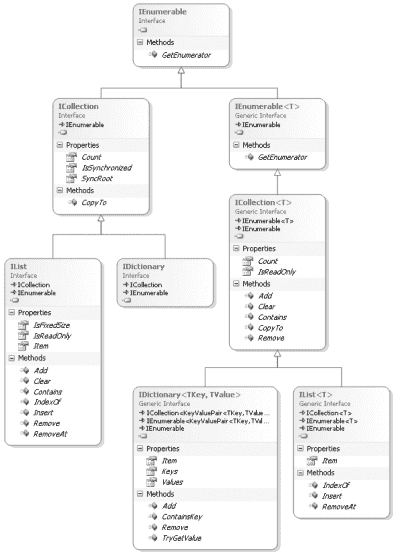 IEnumerable
Interface
Methods
GetEnumerator
ICollection
Interface
IEnumerable
Properties
Count
IsSynchronized
SyncRoot
Methods
CopyTo
IEnumerable<T>
Generic Interface
IEnumerable
Methods
GetEnumerator
ICollection<T>
Generic Interface
IEnumerable<T>
IEnumerable
Properties
Count
IsReadOnly
Methods
Add
Clear
Contains
CopyTo
Remove
IList
Interface
ICollection
IEnumerable
Properties
IsFixedSize
IsReadOnly
Item
Methods
Add
Clear
Contains
IndexOf
Insert
Remove
RemoveAt
IDictionary
Interface
ICollection
IEnumerable
IDictionary<TKey, TValue>
Generic Interface
ICollection<KeyValuePair<TKey, TValue ...
IEnumerable<KeyValuePair<TKey, TVal ...
IEnumerable
Properties
Item
Keys
Values
Methods
Add
ContainsKey
Remove
TryGetValue
IList<T>
Generic Interface
ICollection<T>
IEnumerable<T>
IEnumerable
Properties
Item
Methods
IndexOf
Insert
RemoveAt